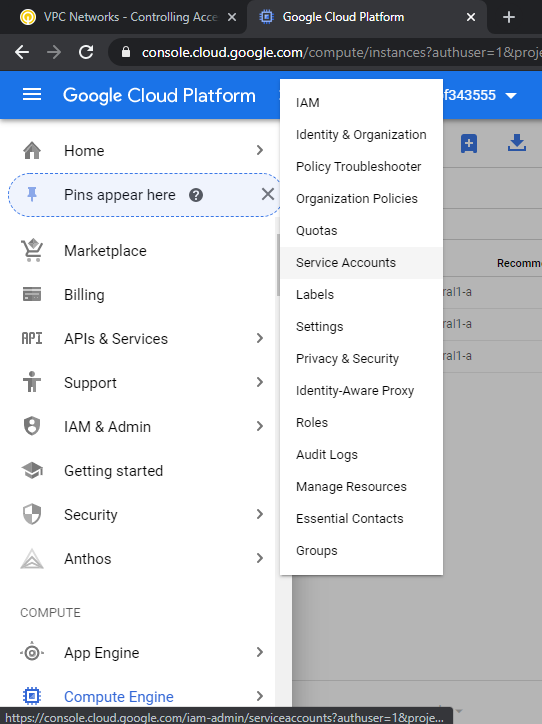 VPC Networks - Controlling Acce
Google Cloud Platform
console.cloud.google.com/compute/instances?authuser=1&proje
Google Cloud Platform
f343555
Home
Pins appear here
Marketplace
Billing
API APIs & Services
Support
IAM & Admin
Getting started
Security
Anthos
COMPUTE
App Engine
Compute Engine
IAM
Identity & Organization
Policy Troubleshooter
Organization Policies
Quotas
Service Accounts
Labels
Settings
Privacy & Security
Identity-Aware Proxy
Roles
Audit Logs
Manage Resources
Essential Contacts
Groups
Recomm
ral1-a
ral1-a
ral1-a
https://console.cloud.google.com/iam-admin/serviceaccounts?authuser=1&proje...